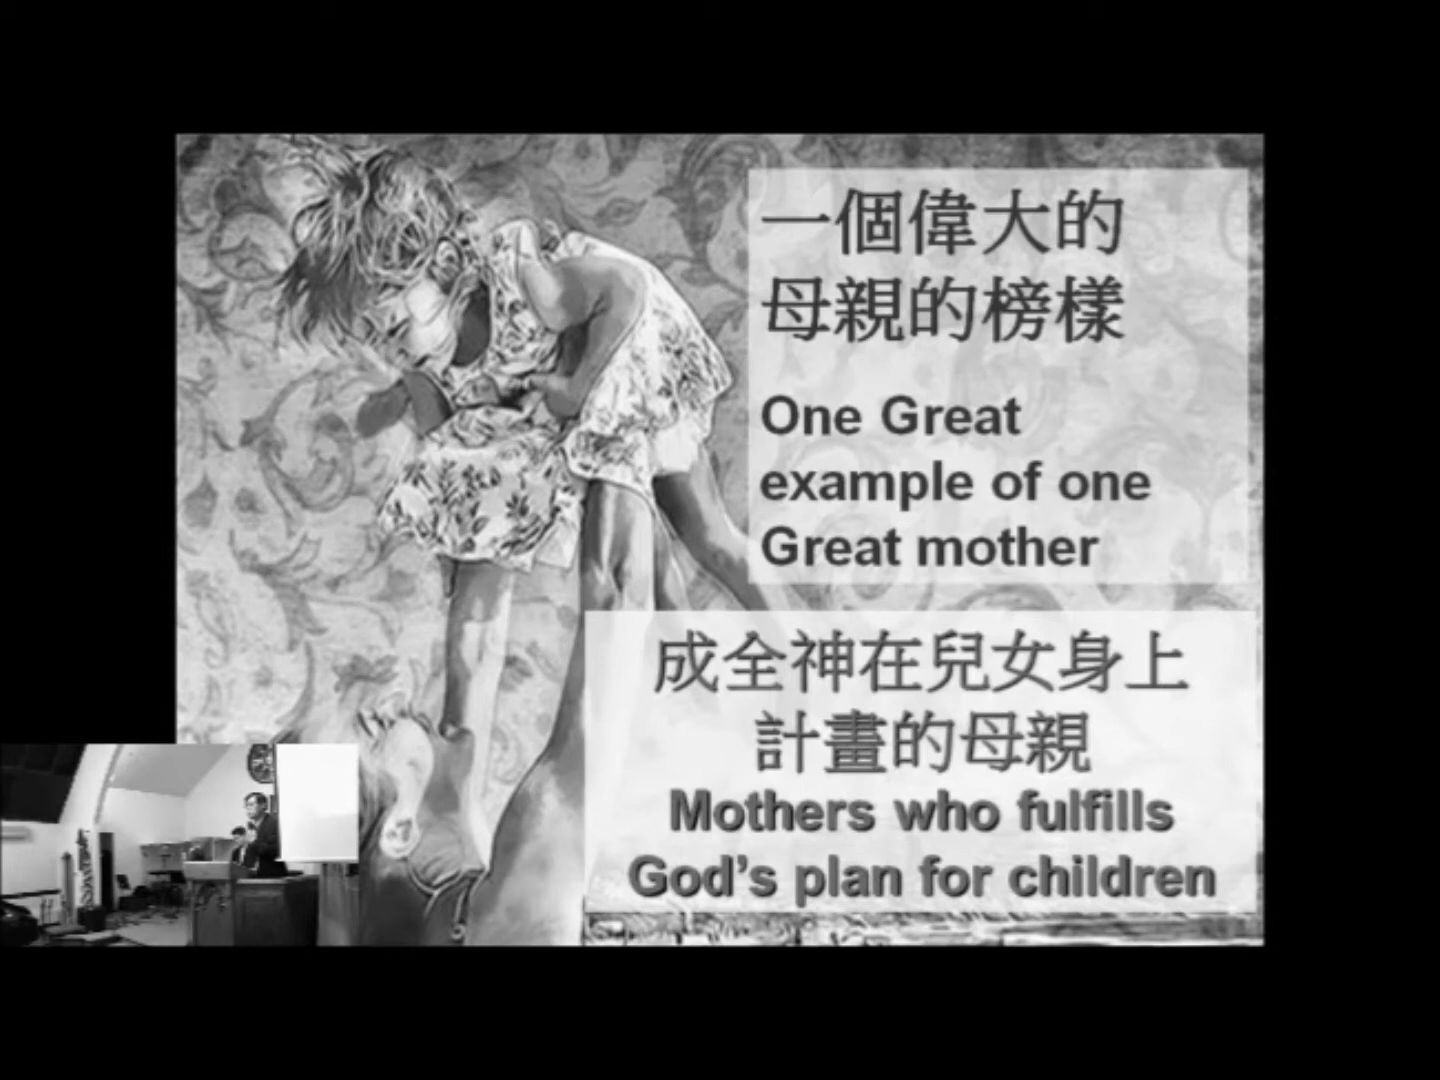 一個偉大的
母親的榜樣
One Great
example of one
Great mother
成全神在兒女身上
計畫的母親
Mothers who fulfills
God's plan for children